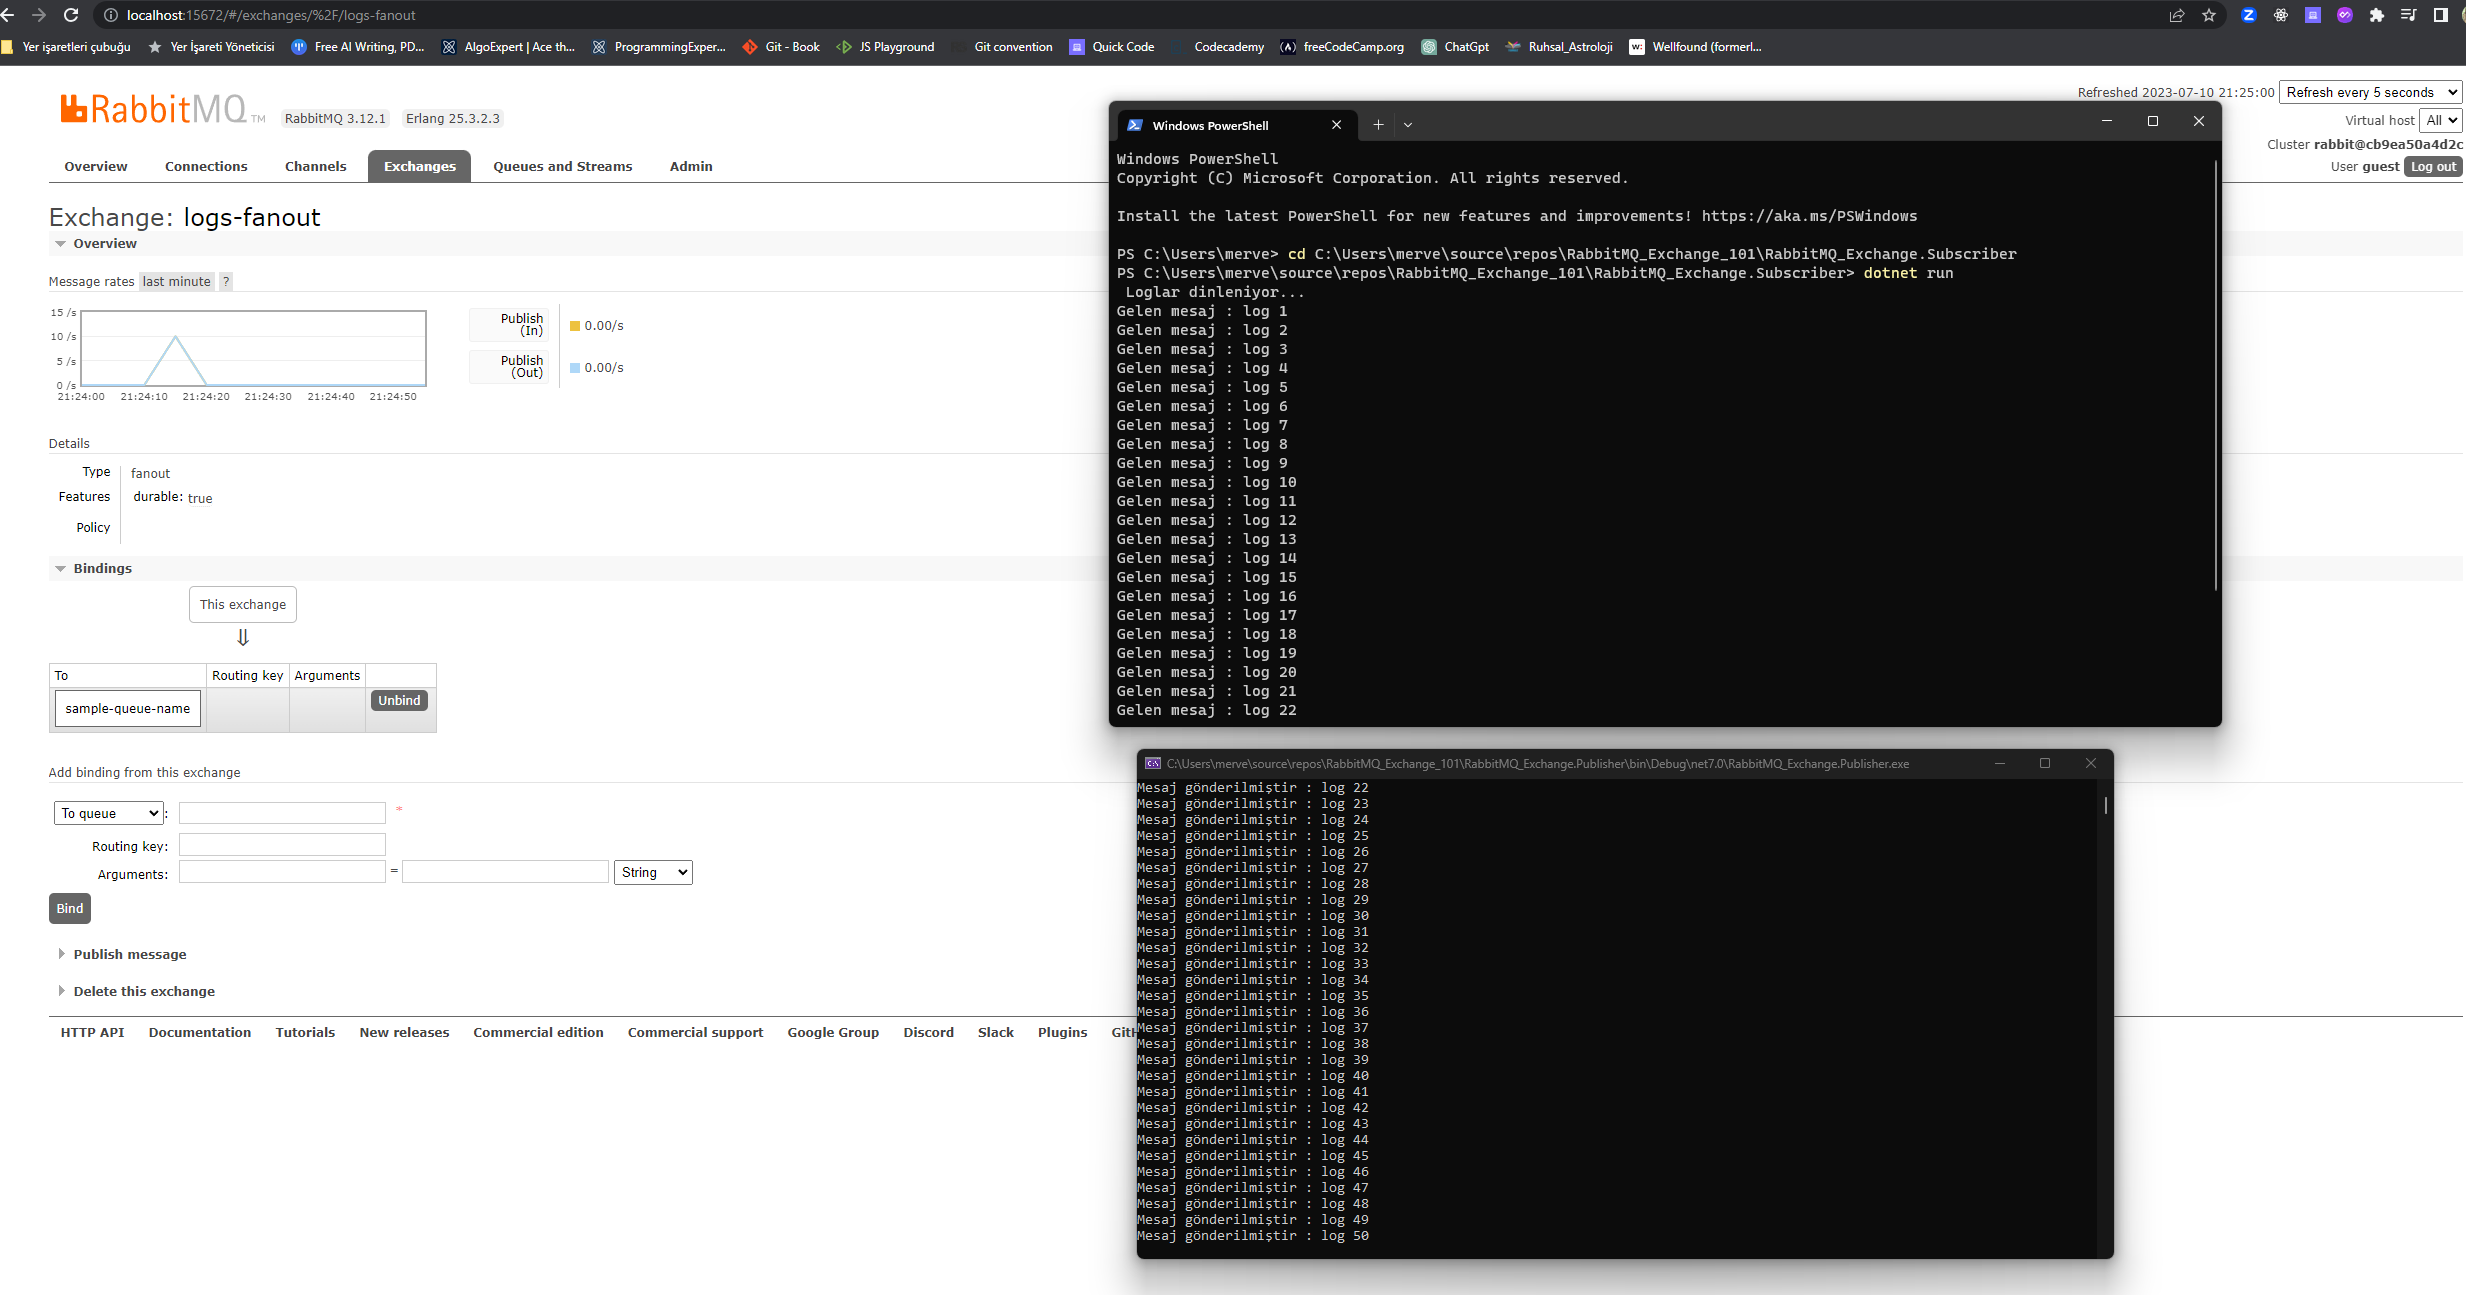 localhost:15672/#/exchanges/%2F/logs-fanout
Yer işaretleri çubuğu
Yer İşareti Yöneticisi
Free AI Writing, PD...
AlgoExpert | Ace th...
ProgrammingExper...
Git - Book
JS Playground
Git convention
Quick Code
Codecademy
freeCodeCamp.org
ChatGpt
Ruhsal_Astroloji
Wellfound (formerl...
RabbitMQ TM
RabbitMQ 3.12.1
Erlang 25.3.2.3
Refreshed 2023-07-10 21:25:00
Refresh every 5 seconds
Virtual host All
Cluster rabbit@cb9ea50a4d2c
User guest Log out
Overview
Connections
Channels
Exchanges
Queues and Streams
Admin
Exchange: logs-fanout
Overview
Message rates last minute ?
15 /s
10 /s
5 /s
0 /s
21:24:00 21:24:10 21:24:20 21:24:30 21:24:40 21:24:50
Publish (In) 0.00/s
Publish (Out) 0.00/s
Details
Type fanout
Features durable: true
Policy
Bindings
This exchange
⇓
To Routing key Arguments
sample-queue-name Unbind
Add binding from this exchange
To queue : *
Routing key:
Arguments: = String
Bind
Publish message
Delete this exchange
HTTP API
Documentation
Tutorials
New releases
Commercial edition
Commercial support
Google Group
Discord
Slack
Plugins
Windows PowerShell
Windows PowerShell
Copyright (C) Microsoft Corporation. All rights reserved.
Install the latest PowerShell for new features and improvements! https://aka.ms/PSWindows
PS C:\Users\merve> cd C:\Users\merve\source\repos\RabbitMQ_Exchange_101\RabbitMQ_Exchange.Subscriber
PS C:\Users\merve\source\repos\RabbitMQ_Exchange_101\RabbitMQ_Exchange.Subscriber> dotnet run
Loglar dinleniyor...
Gelen mesaj : log 1
Gelen mesaj : log 2
Gelen mesaj : log 3
Gelen mesaj : log 4
Gelen mesaj : log 5
Gelen mesaj : log 6
Gelen mesaj : log 7
Gelen mesaj : log 8
Gelen mesaj : log 9
Gelen mesaj : log 10
Gelen mesaj : log 11
Gelen mesaj : log 12
Gelen mesaj : log 13
Gelen mesaj : log 14
Gelen mesaj : log 15
Gelen mesaj : log 16
Gelen mesaj : log 17
Gelen mesaj : log 18
Gelen mesaj : log 19
Gelen mesaj : log 20
Gelen mesaj : log 21
Gelen mesaj : log 22
C:\Users\merve\source\repos\RabbitMQ_Exchange_101\RabbitMQ_Exchange.Publisher\bin\Debug\net7.0\RabbitMQ_Exchange.Publisher.exe
Mesaj gönderilmiştir : log 22
Mesaj gönderilmiştir : log 23
Mesaj gönderilmiştir : log 24
Mesaj gönderilmiştir : log 25
Mesaj gönderilmiştir : log 26
Mesaj gönderilmiştir : log 27
Mesaj gönderilmiştir : log 28
Mesaj gönderilmiştir : log 29
Mesaj gönderilmiştir : log 30
Mesaj gönderilmiştir : log 31
Mesaj gönderilmiştir : log 32
Mesaj gönderilmiştir : log 33
Mesaj gönderilmiştir : log 34
Mesaj gönderilmiştir : log 35
Mesaj gönderilmiştir : log 36
Mesaj gönderilmiştir : log 37
Mesaj gönderilmiştir : log 38
Mesaj gönderilmiştir : log 39
Mesaj gönderilmiştir : log 40
Mesaj gönderilmiştir : log 41
Mesaj gönderilmiştir : log 42
Mesaj gönderilmiştir : log 43
Mesaj gönderilmiştir : log 44
Mesaj gönderilmiştir : log 45
Mesaj gönderilmiştir : log 46
Mesaj gönderilmiştir : log 47
Mesaj gönderilmiştir : log 48
Mesaj gönderilmiştir : log 49
Mesaj gönderilmiştir : log 50